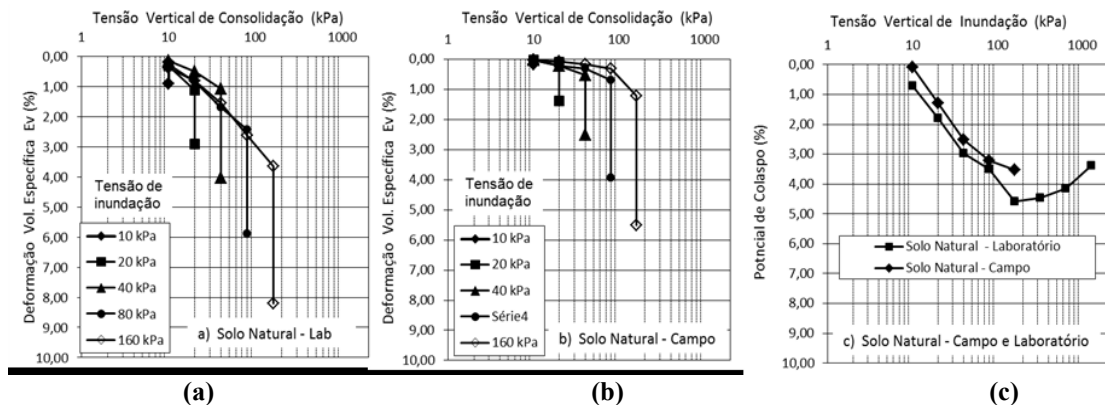 Tensão Vertical de Consolidação (kPa)
1 10 100 1000
0,00
1,00
2,00
3,00
4,00
5,00
6,00
7,00
8,00
9,00
10,00
Deformação Vol. Específica Ev (%)
Tensão de
inundação
10 kPa
20 kPa
40 kPa
80 kPa
160 kPa
a) Solo Natural - Lab
(a)
Tensão Vertical de Consolidação (kPa)
1 10 100 1000
0,00
1,00
2,00
3,00
4,00
5,00
6,00
7,00
8,00
9,00
10,00
Deformação Vol. Específica Ev (%)
Tensão de
inundação
10 kPa
20 kPa
40 kPa
Série4
160 kPa
b) Solo Natural - Campo
(b)
Tensão Vertical de Inundação (kPa)
1 10 100 1000
0,00
1,00
2,00
3,00
4,00
5,00
6,00
7,00
8,00
9,00
10,00
Potncial de Colaspo (%)
Solo Natural - Laboratório
Solo Natural - Campo
c) Solo Natural - Campo e Laboratório
(c)